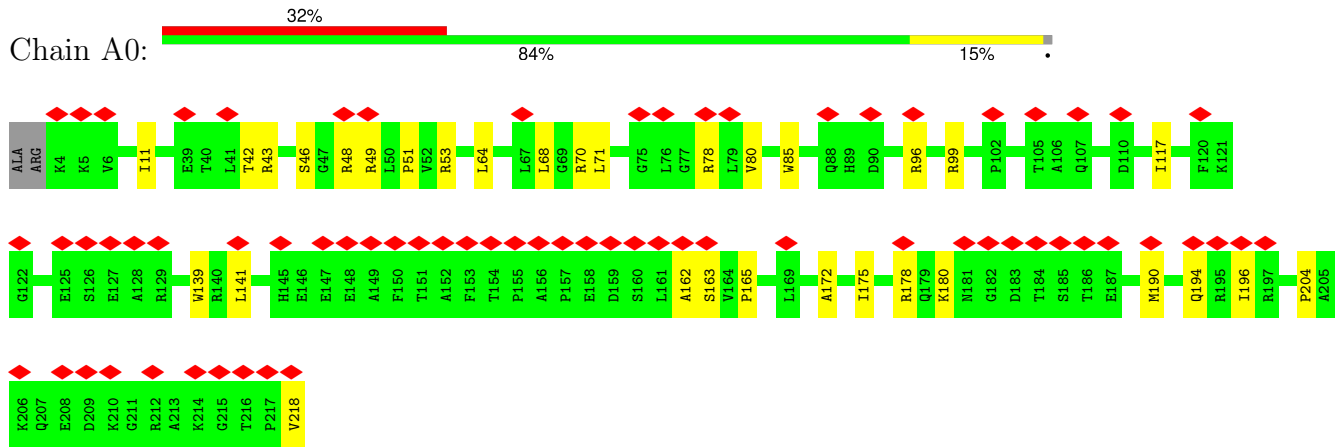 32%
Chain A0:
84% 15% •
ALA ARG K4 K5 V6 I11 E39 T40 L41 T42 R43 S46 G47 R48 R49 L50 P51 V52 R53 L64 L67 L68 G69 R70 L71 G75 L76 G77 R78 L79 V80 W85 Q88 H89 D90 R96 R99 P102 T105 A106 Q107 D110 I117 F120 K121
G122 E125 S126 E127 A128 R129 W139 R140 L141 H145 E146 E147 E148 A149 F150 T151 A152 F153 T154 P155 A156 P157 E158 D159 S160 L161 A162 S163 V164 P165 L169 A172 I175 R178 Q179 K180 N181 G182 D183 T184 S185 T186 E187 M190 Q194 R195 I196 R197 P204 A205
K206 Q207 E208 D209 K210 G211 R212 A213 K214 G215 T216 P217 V218